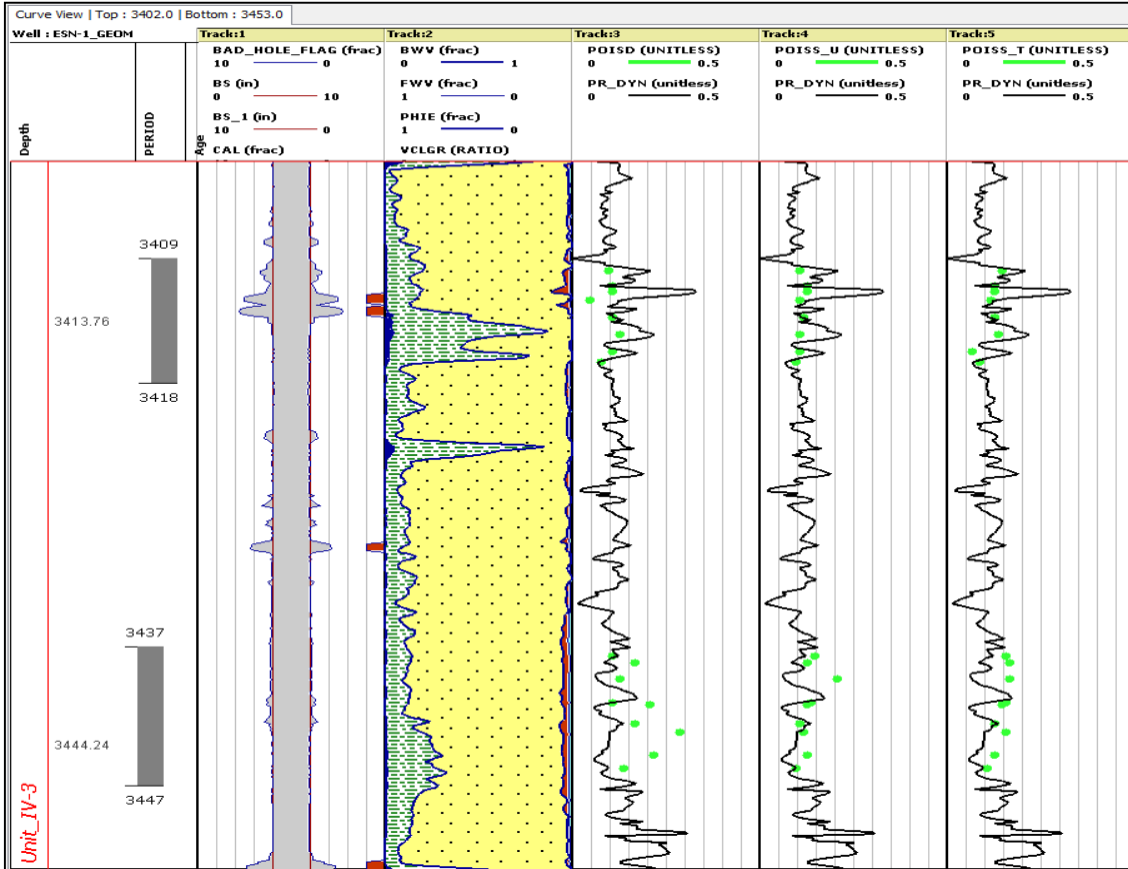 Curve View | Top : 3402.0 | Bottom : 3453.0
Well : ESN-1_GEOM
Depth
PERIOD
Age
Track:1
BAD_HOLE_FLAG (frac)
10 0
BS (in)
0 10
BS_1 (in)
10 0
CAL (frac)
Track:2
BWV (frac)
0 1
FWV (frac)
1 0
PHIE (frac)
1 0
VCLGR (RATIO)
Track:3
POISD (UNITLESS)
0 0.5
PR_DYN (unitless)
0 0.5
Track:4
POISS_U (UNITLESS)
0 0.5
PR_DYN (unitless)
0 0.5
Track:5
POISS_T (UNITLESS)
0 0.5
PR_DYN (unitless)
0 0.5
3409
3413.76
3418
3437
3444.24
3447
Unit_IV-3